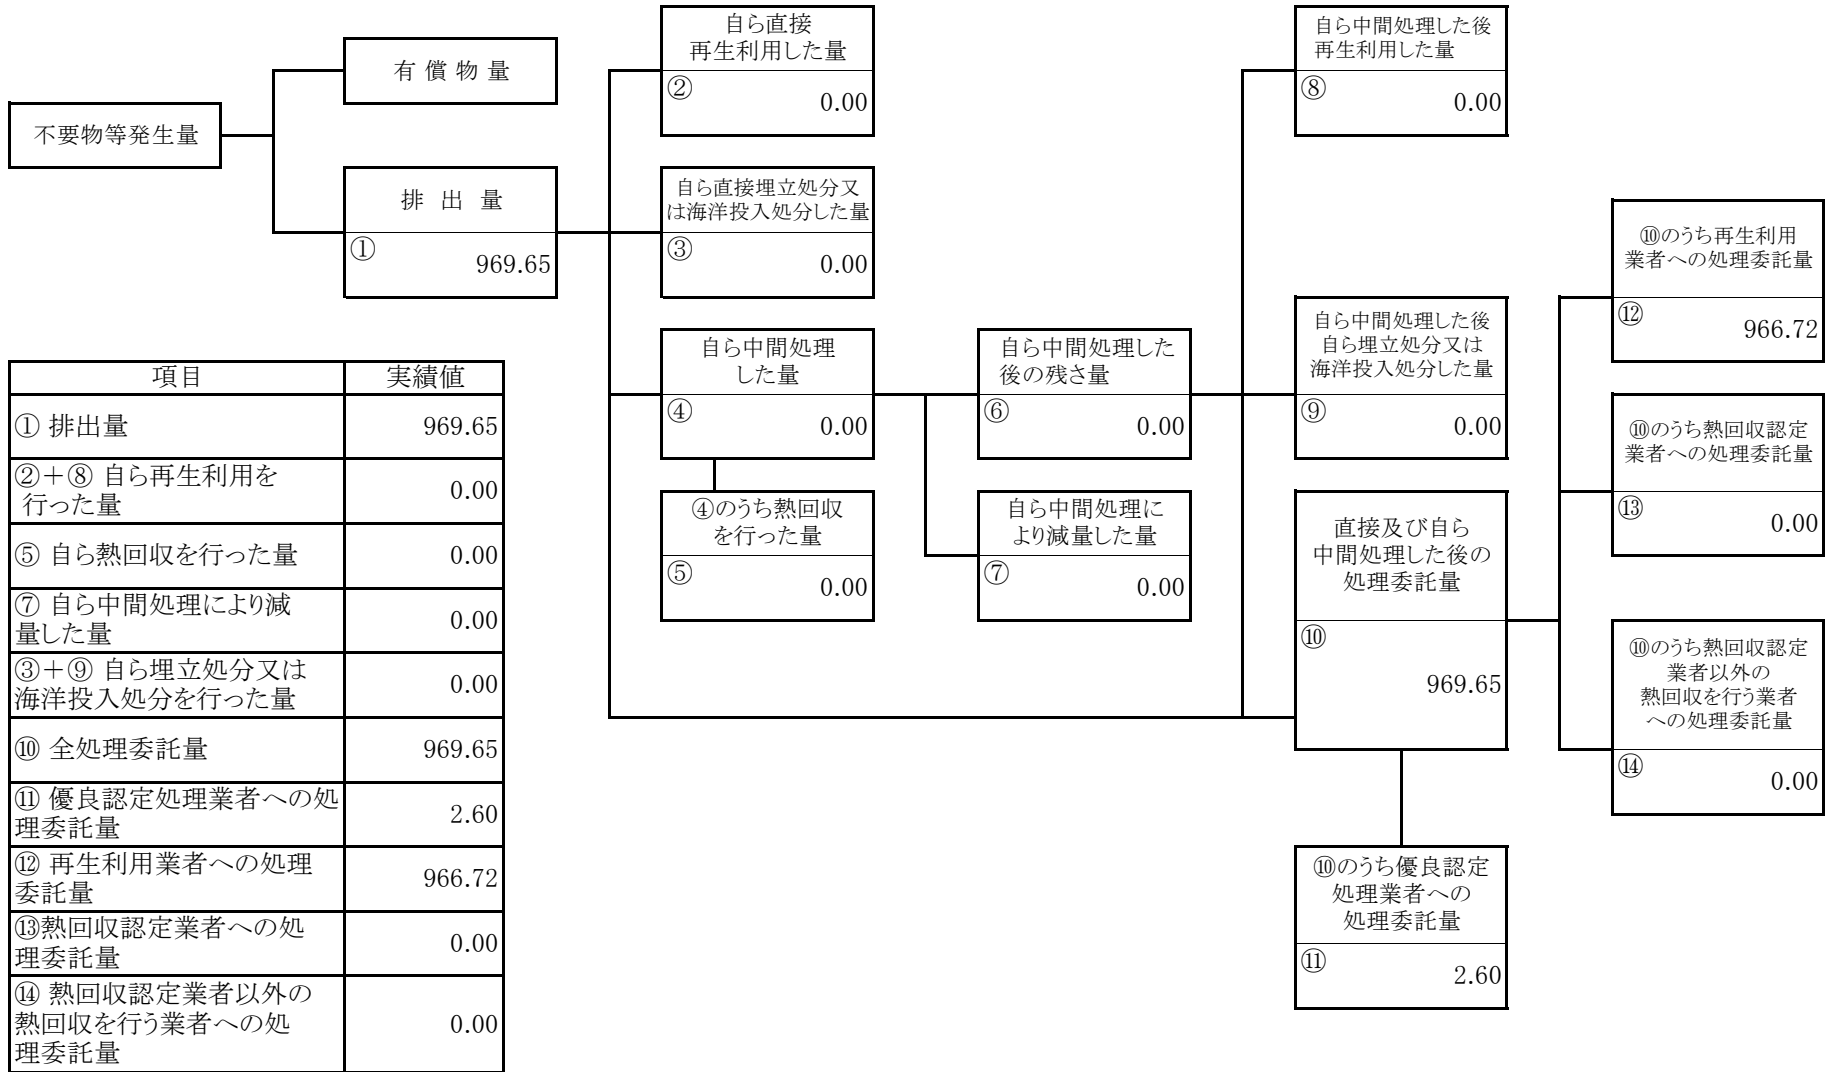 不要物等発生量
有 償 物 量
排 出 量
①
969.65
自ら直接
再生利用した量
②
0.00
自ら直接埋立処分又
は海洋投入処分した量
③
0.00
自ら中間処理
した量
④
0.00
④のうち熱回収
を行った量
⑤
0.00
自ら中間処理した
後の残さ量
⑥
0.00
自ら中間処理に
より減量した量
⑦
0.00
自ら中間処理した後
再生利用した量
⑧
0.00
自ら中間処理した後
自ら埋立処分又は
海洋投入処分した量
⑨
0.00
直接及び自ら
中間処理した後の
処理委託量
⑩
969.65
⑩のうち優良認定
処理業者への
処理委託量
⑪
2.60
⑩のうち再生利用
業者への処理委託量
⑫
966.72
⑩のうち熱回収認定
業者への処理委託量
⑬
0.00
⑩のうち熱回収認定
業者以外の
熱回収を行う業者
への処理委託量
⑭
0.00
項目 実績値
① 排出量 969.65
②＋⑧ 自ら再生利用を
行った量
0.00
⑤ 自ら熱回収を行った量 0.00
⑦ 自ら中間処理により減
量した量
0.00
③＋⑨ 自ら埋立処分又は
海洋投入処分を行った量
0.00
⑩ 全処理委託量 969.65
⑪ 優良認定処理業者への処
理委託量
2.60
⑫ 再生利用業者への処理
委託量
966.72
⑬熱回収認定業者への処
理委託量
0.00
⑭ 熱回収認定業者以外の
熱回収を行う業者への処
理委託量
0.00